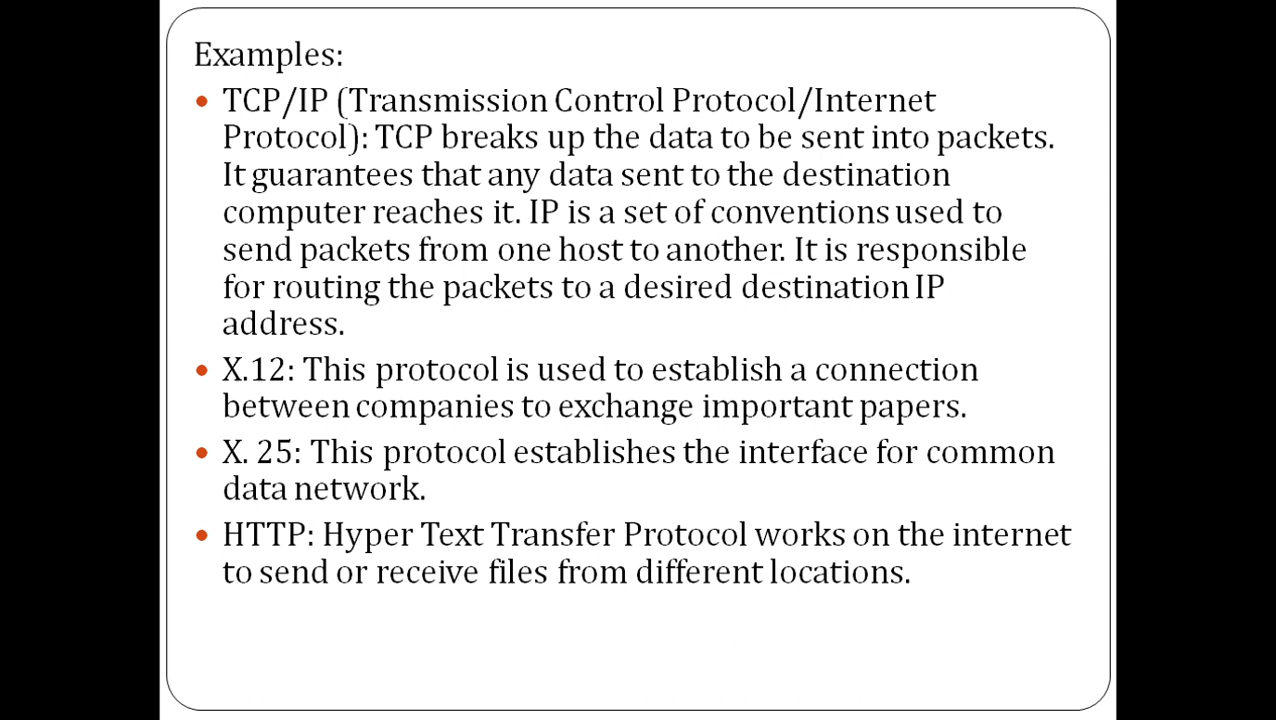 Examples:
• TCP/IP (Transmission Control Protocol/Internet
Protocol): TCP breaks up the data to be sent into packets.
It guarantees that any data sent to the destination
computer reaches it. IP is a set of conventions used to
send packets from one host to another. It is responsible
for routing the packets to a desired destination IP
address.
• X.12: This protocol is used to establish a connection
between companies to exchange important papers.
• X. 25: This protocol establishes the interface for common
data network.
• HTTP: Hyper Text Transfer Protocol works on the internet
to send or receive files from different locations.